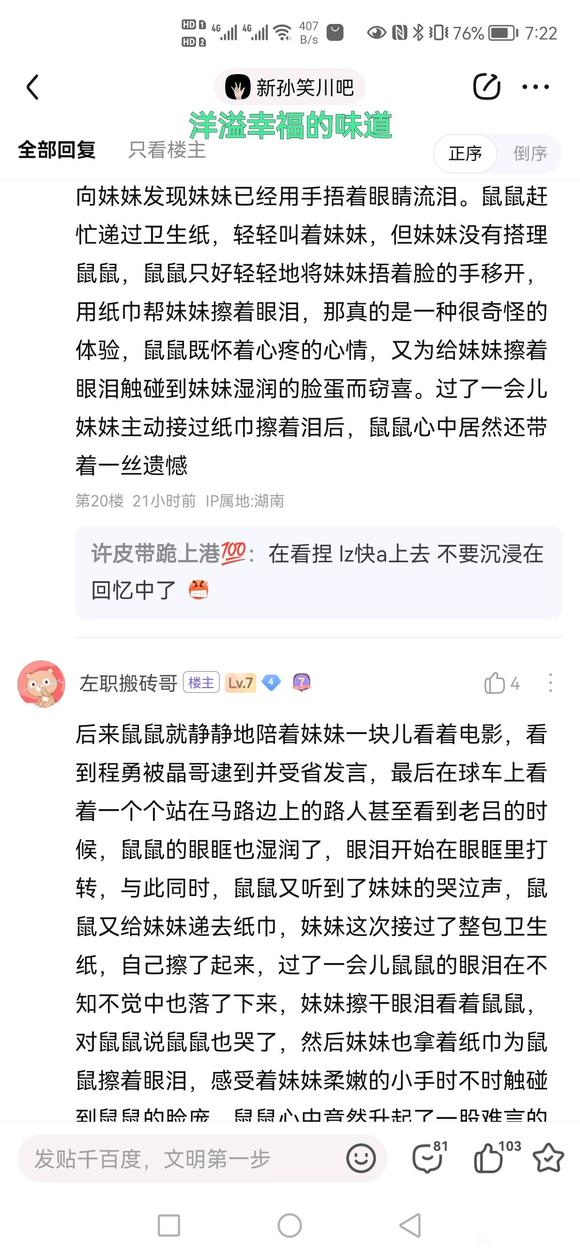 HD 1 4G 4G 407 B/s 76% 7:22
HD 2
新孙笑川吧
洋溢幸福的味道
全部回复 只看楼主 正序 倒序
向妹妹发现妹妹已经用手捂着眼睛流泪。鼠鼠赶
忙递过卫生纸，轻轻叫着妹妹，但妹妹没有搭理
鼠鼠，鼠鼠只好轻轻地将妹妹捂着脸的手移开，
用纸巾帮妹妹擦着眼泪，那真的是一种很奇怪的
体验，鼠鼠既怀着心疼的心情，又为给妹妹擦着
眼泪触碰到妹妹湿润的脸蛋而窃喜。过了一会儿
妹妹主动接过纸巾擦着泪后，鼠鼠心中居然还带
着一丝遗憾
第20楼 21小时前 IP属地:湖南
许皮带跪上港💯：在看捏 lz快a上去 不要沉浸在
回忆中了
左职搬砖哥 楼主 Lv.7 4 7 4
后来鼠鼠就静静地陪着妹妹一块儿看着电影，看
到程勇被晶哥逮到并受省发言，最后在球车上看
着一个个站在马路边上的路人甚至看到老吕的时
候，鼠鼠的眼眶也湿润了，眼泪开始在眼眶里打
转，与此同时，鼠鼠又听到了妹妹的哭泣声，鼠
鼠又给妹妹递去纸巾，妹妹这次接过了整包卫生
纸，自己擦了起来，过了一会儿鼠鼠的眼泪在不
知不觉中也落了下来，妹妹擦干眼泪看着鼠鼠，
对鼠鼠说鼠鼠也哭了，然后妹妹也拿着纸巾为鼠
鼠擦着眼泪，感受着妹妹柔嫩的小手时不时触碰
到鼠鼠的脸庞，鼠鼠心中竟然升起了一股难言的
发贴千百度，文明第一步 81 103